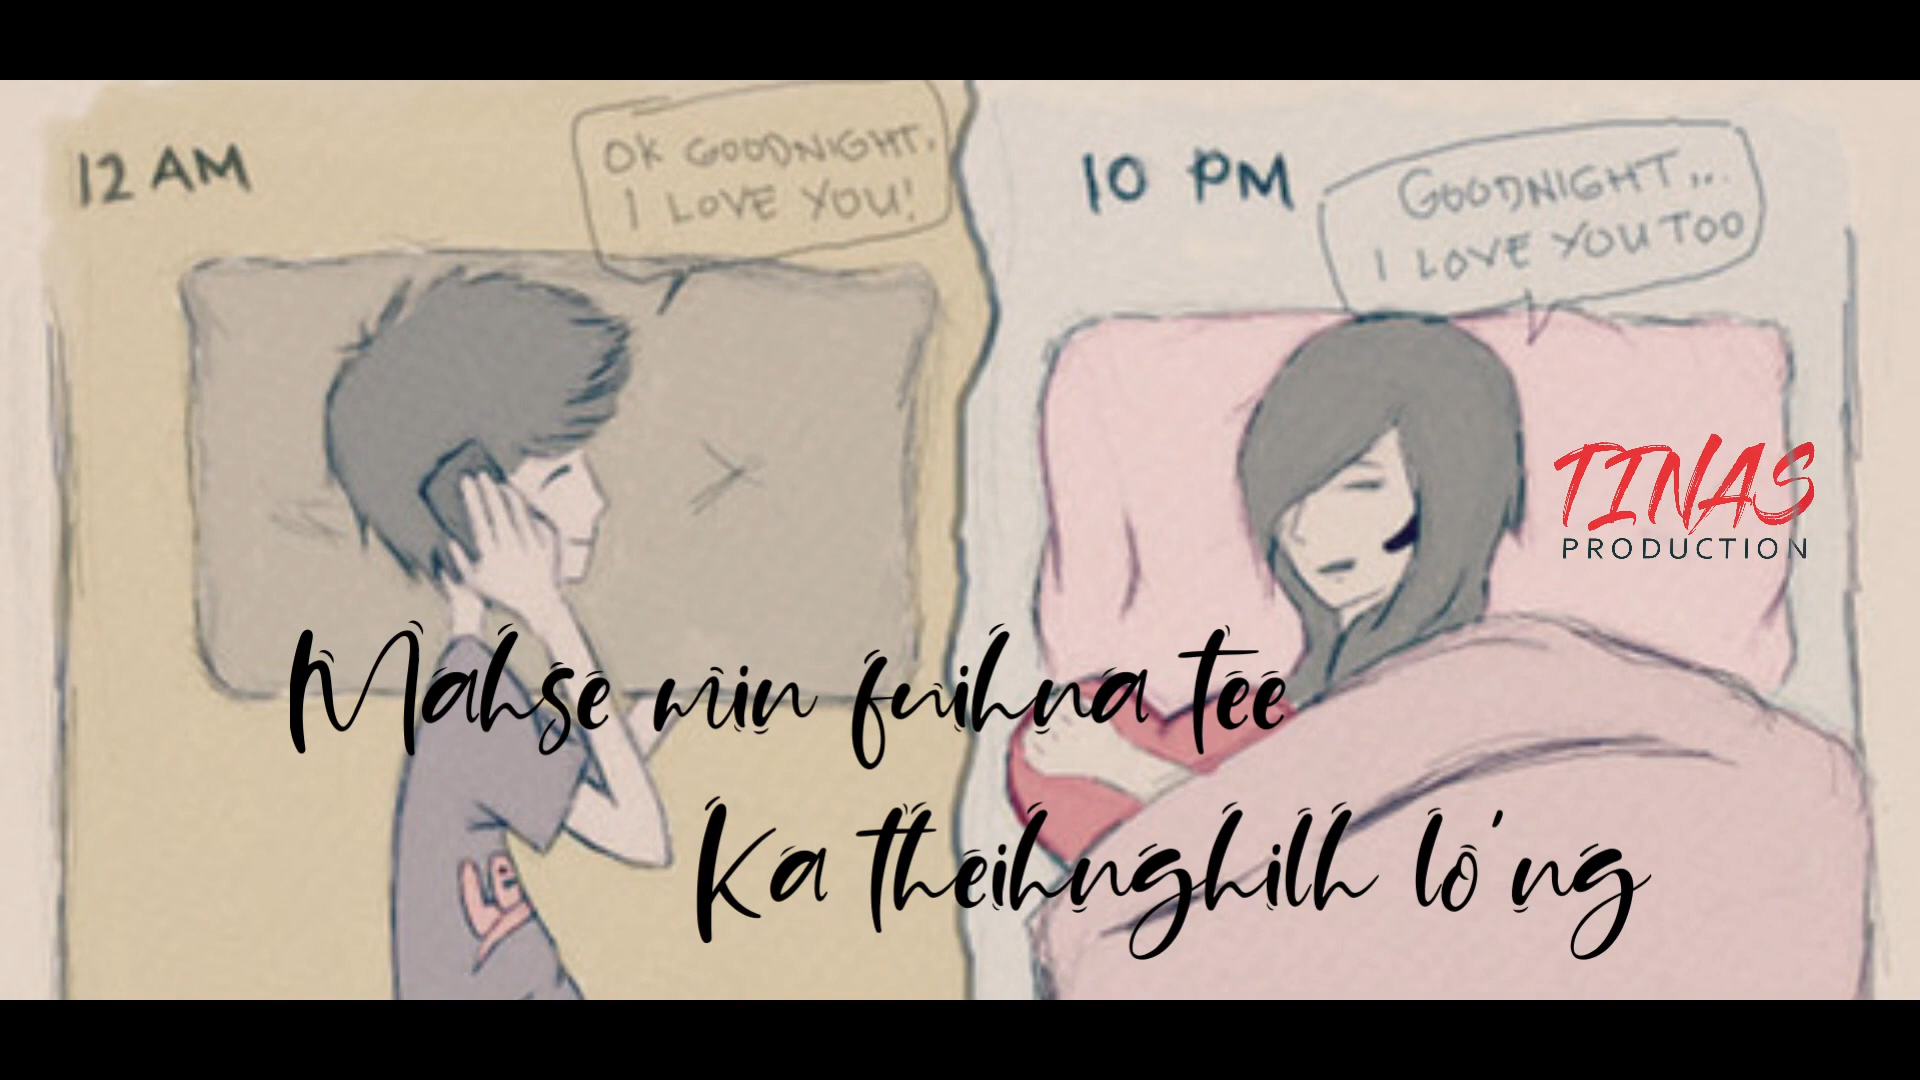 12 AM
OK GOODNIGHT.
I LOVE YOU!
10 PM
GOODNIGHT...
I LOVE YOU TOO
TINAS
PRODUCTION
LE
Mahse min fuihna tee
Ka theihnghilh lo'ng